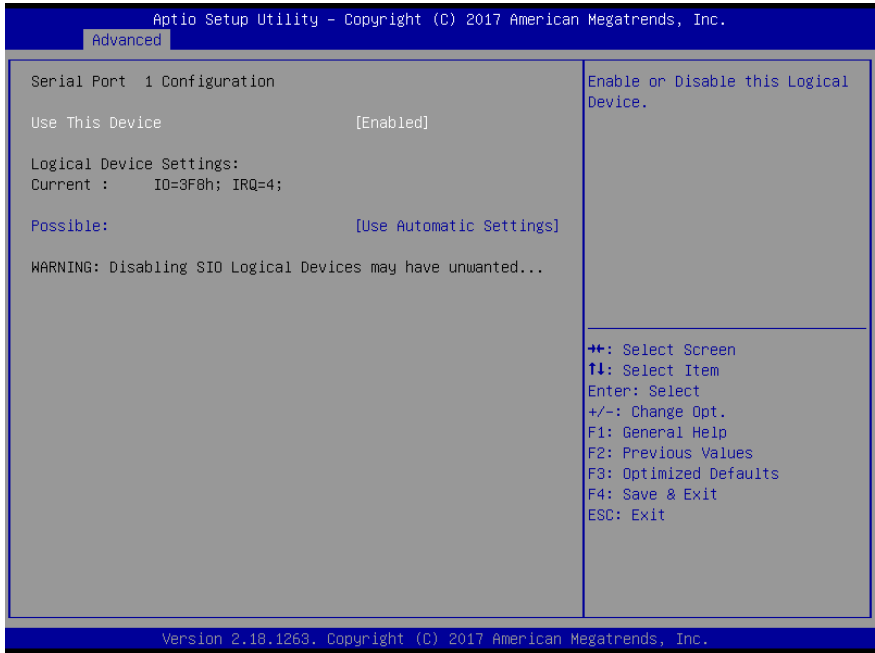 Aptio Setup Utility – Copyright (C) 2017 American Megatrends, Inc.
Advanced
Serial Port 1 Configuration
Use This Device [Enabled]
Logical Device Settings:
Current : IO=3F8h; IRQ=4;
Possible: [Use Automatic Settings]
WARNING: Disabling SIO Logical Devices may have unwanted...
Enable or Disable this Logical
Device.
→←: Select Screen
↑↓: Select Item
Enter: Select
+/-: Change Opt.
F1: General Help
F2: Previous Values
F3: Optimized Defaults
F4: Save & Exit
ESC: Exit
Version 2.18.1263. Copyright (C) 2017 American Megatrends, Inc.